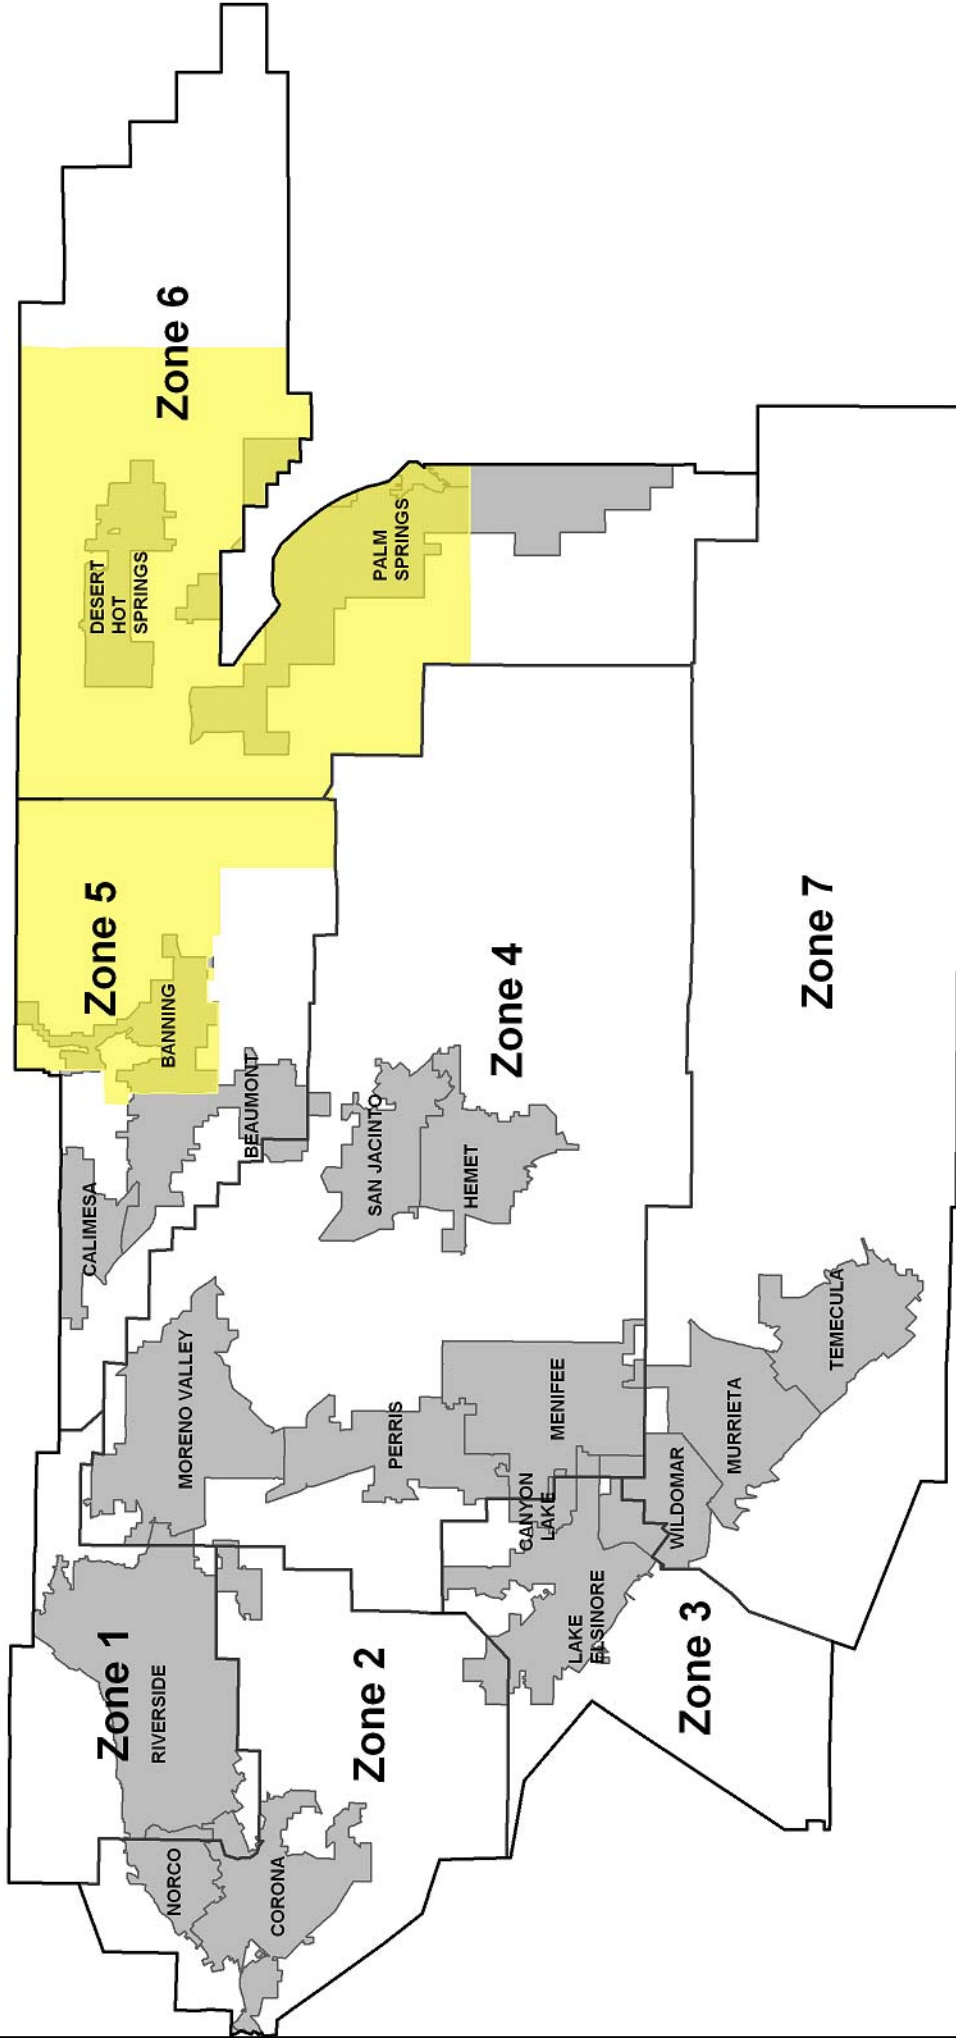 Zone 6
DESERT
HOT
SPRINGS
PALM
SPRINGS
Zone 5
BANNING
BEAUMONT
CALIMESA
Zone 4
SAN JACINTO
HEMET
Zone 7
MORENO VALLEY
PERRIS
MENIFEE
CANYON
LAKE
WILDOMAR
MURRIETA
TEMECULA
Zone 1
RIVERSIDE
Zone 2
LAKE
ELSINORE
Zone 3
NORCO
CORONA